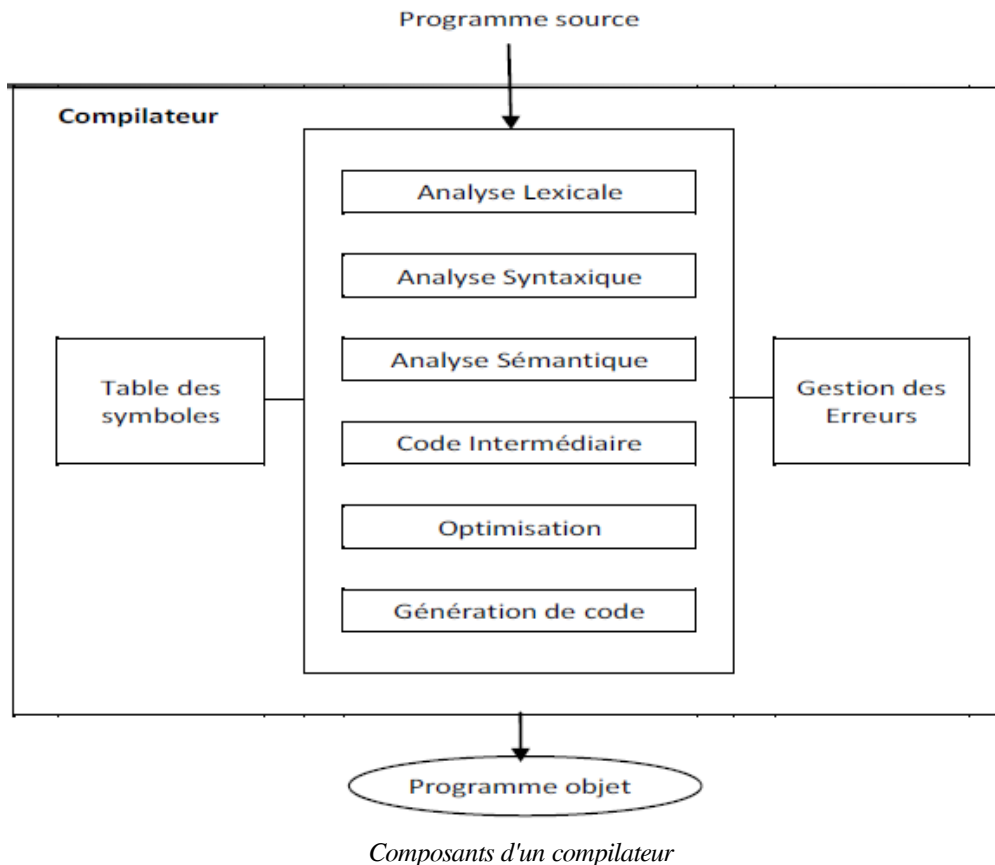 Programme source
Compilateur
Analyse Lexicale
Analyse Syntaxique
Analyse Sémantique
Code Intermédiaire
Optimisation
Génération de code
Table des
symboles
Gestion des
Erreurs
Programme objet
Composants d'un compilateur